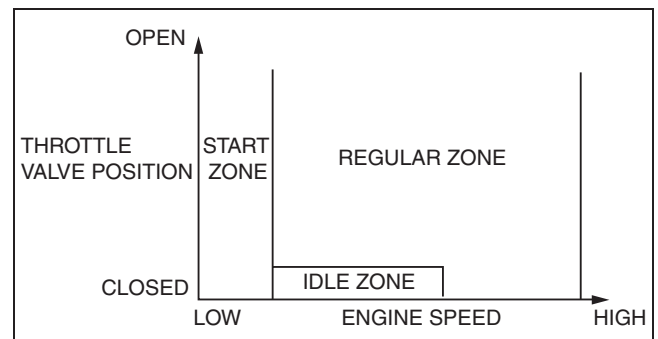 OPEN
THROTTLE
VALVE POSITION
START
ZONE
REGULAR ZONE
IDLE ZONE
CLOSED
LOW
ENGINE SPEED
HIGH